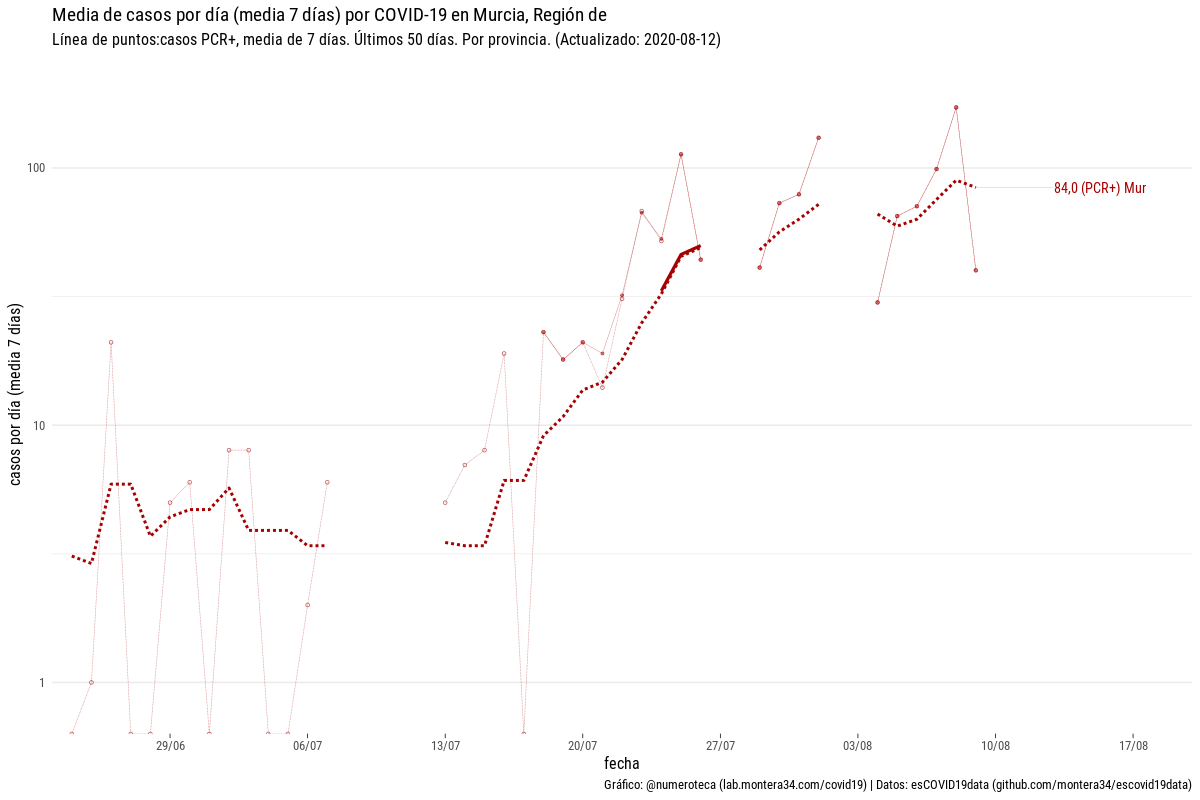 Media de casos por día (media 7 días) por COVID-19 en Murcia, Región de
Línea de puntos:casos PCR+, media de 7 días. Últimos 50 días. Por provincia. (Actualizado: 2020-08-12)
casos por día (media 7 días)
100
10
1
84,0 (PCR+) Mur
29/06
06/07
13/07
20/07
27/07
03/08
10/08
17/08
fecha
Gráfico: @numeroteca (lab.montera34.com/covid19) | Datos: esCOVID19data (github.com/montera34/escovid19data)